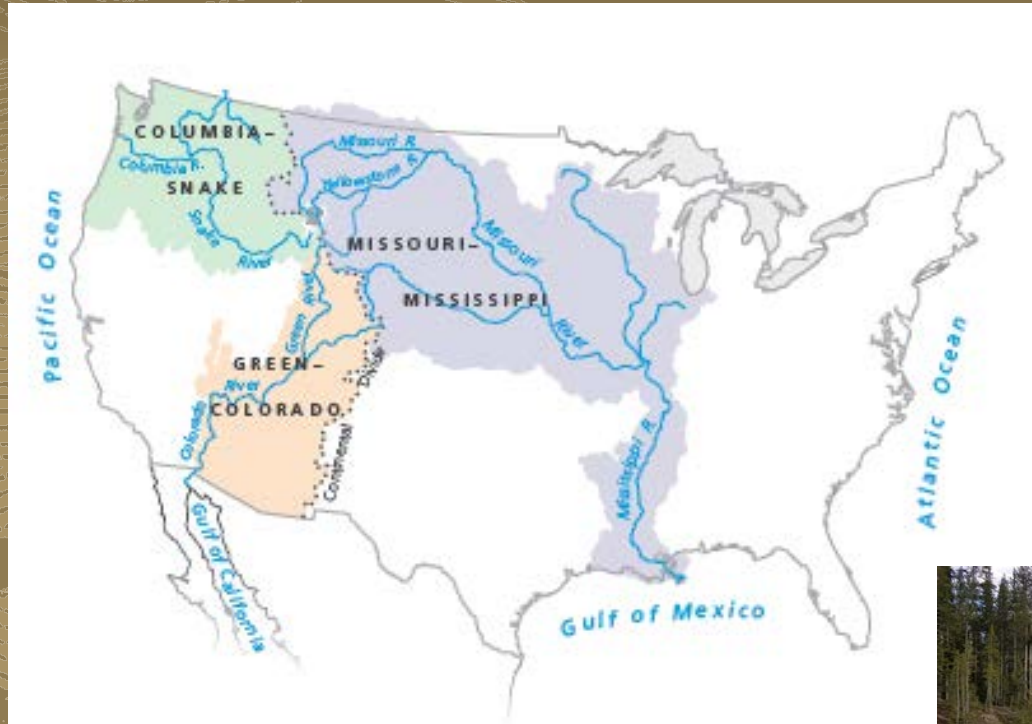 COLUMBIA–
SNAKE
Columbia R.
Snake
River
Missouri R.
Yellowstone R.
MISSOURI–
MISSISSIPPI
Missouri
River
Green River
GREEN–
COLORADO
River
Colorado
Continental
Divide
Mississippi R.
Pacific Ocean
Atlantic Ocean
Gulf of California
Gulf of Mexico